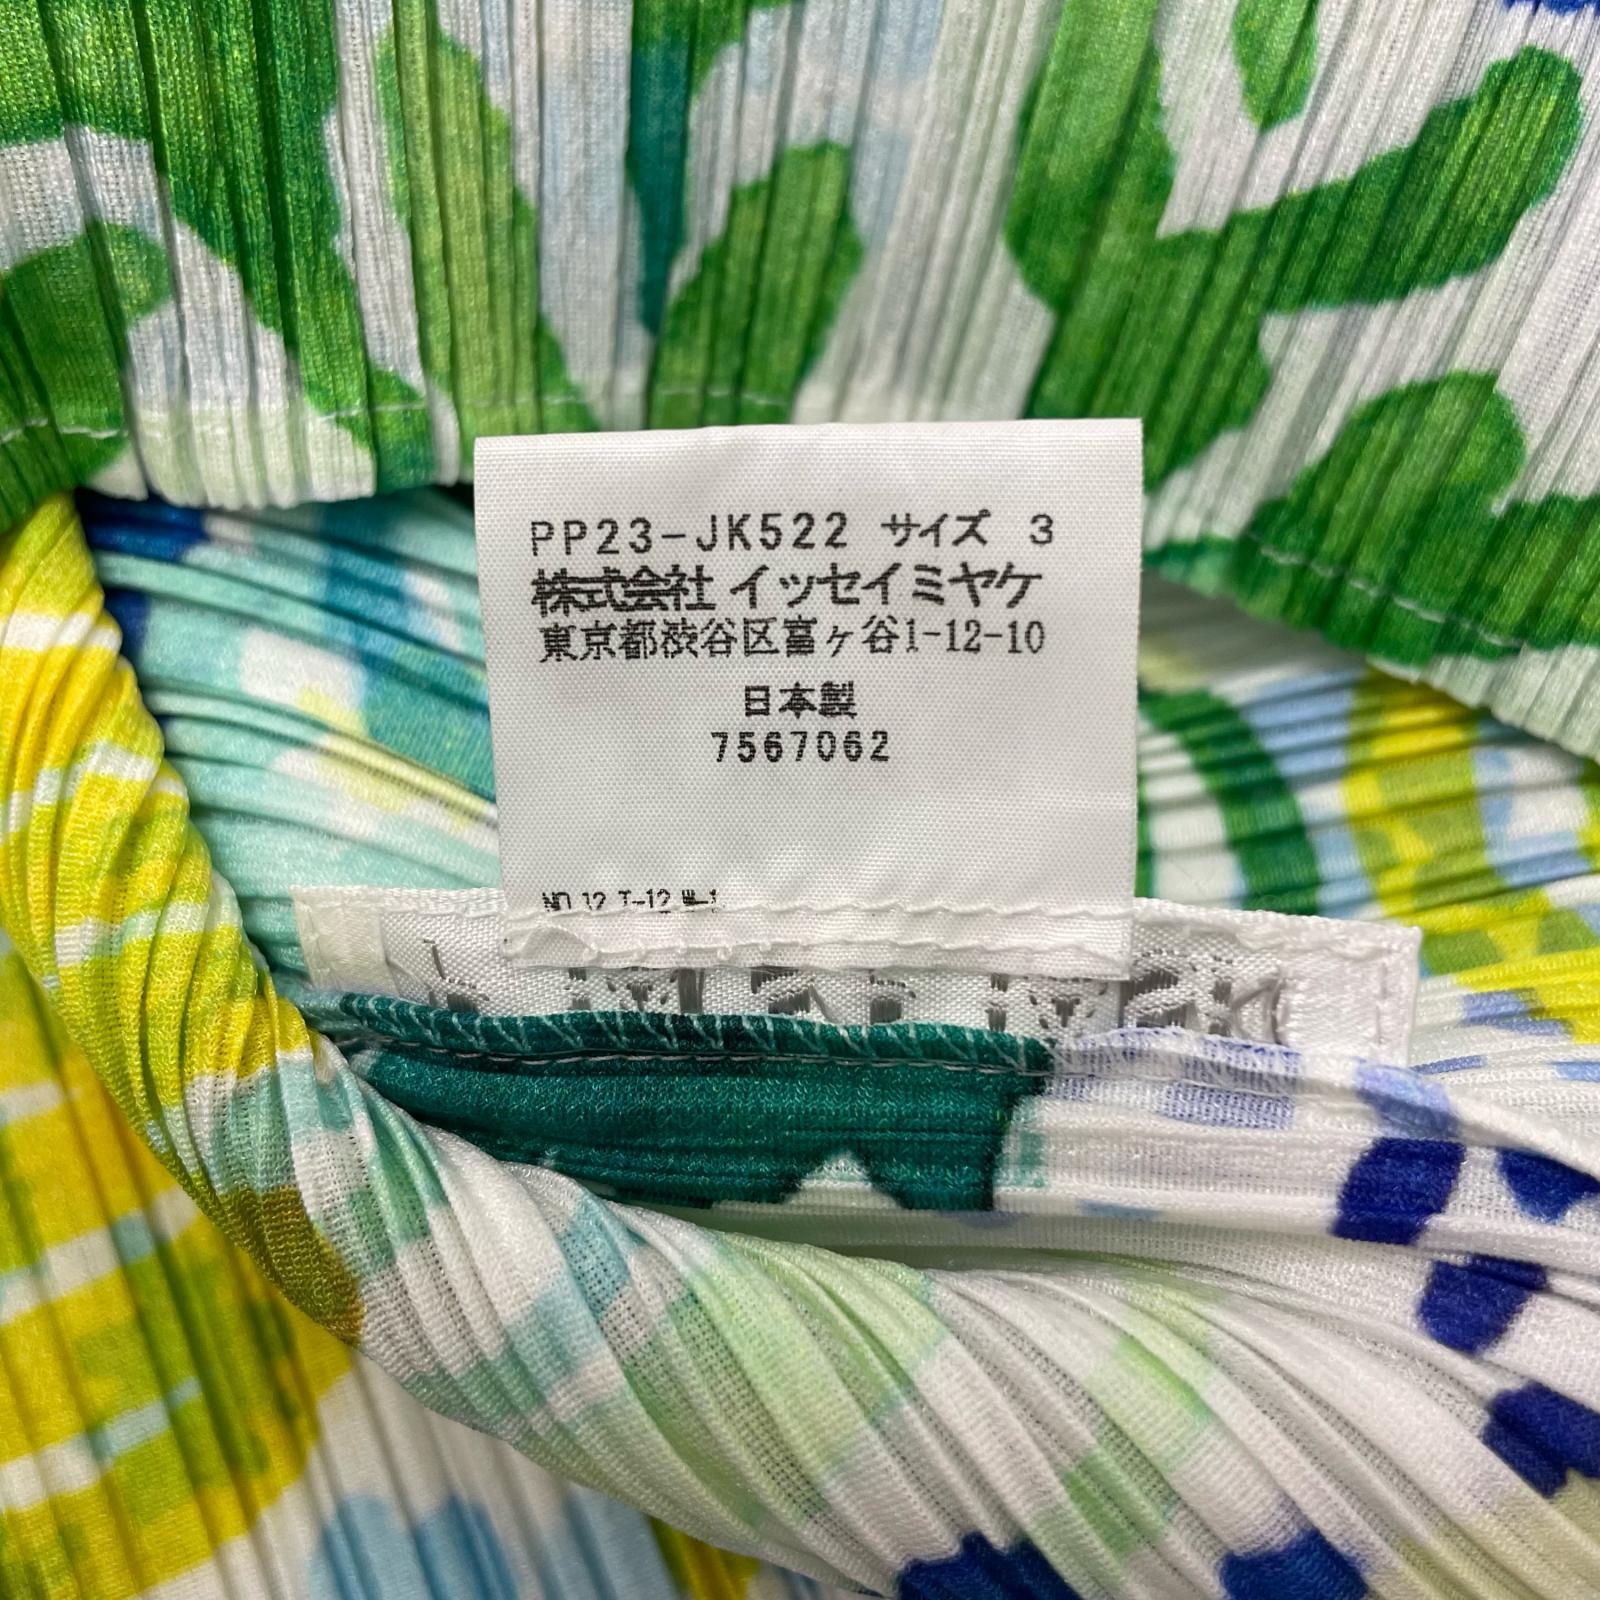 PP23-JK522 サイズ 3
株式会社 イッセイミヤケ
東京都渋谷区富ヶ谷1-12-10
日本製
7567062